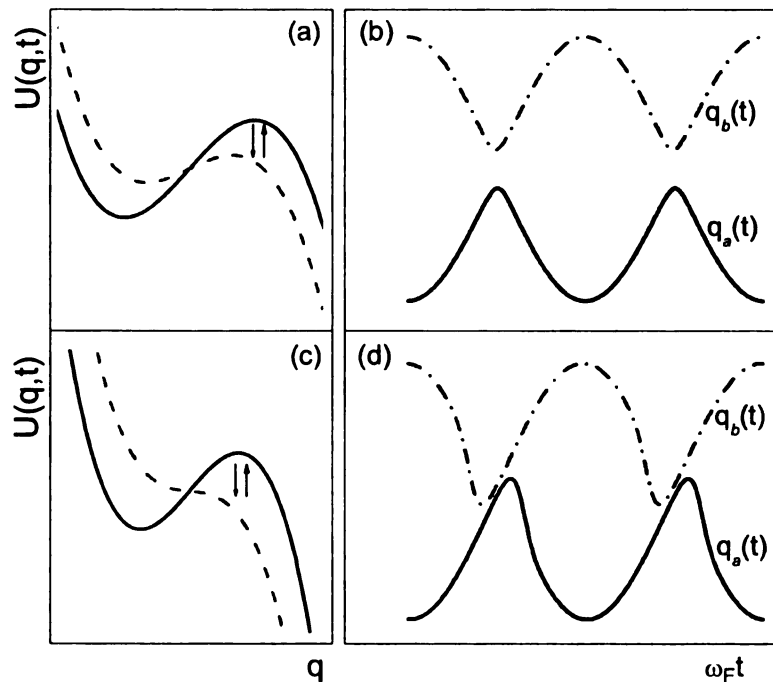 (a)
U(q,t)
(b)
q_b(t)
q_a(t)
(c)
U(q,t)
q
(d)
q_b(t)
q_a(t)
ω_F t